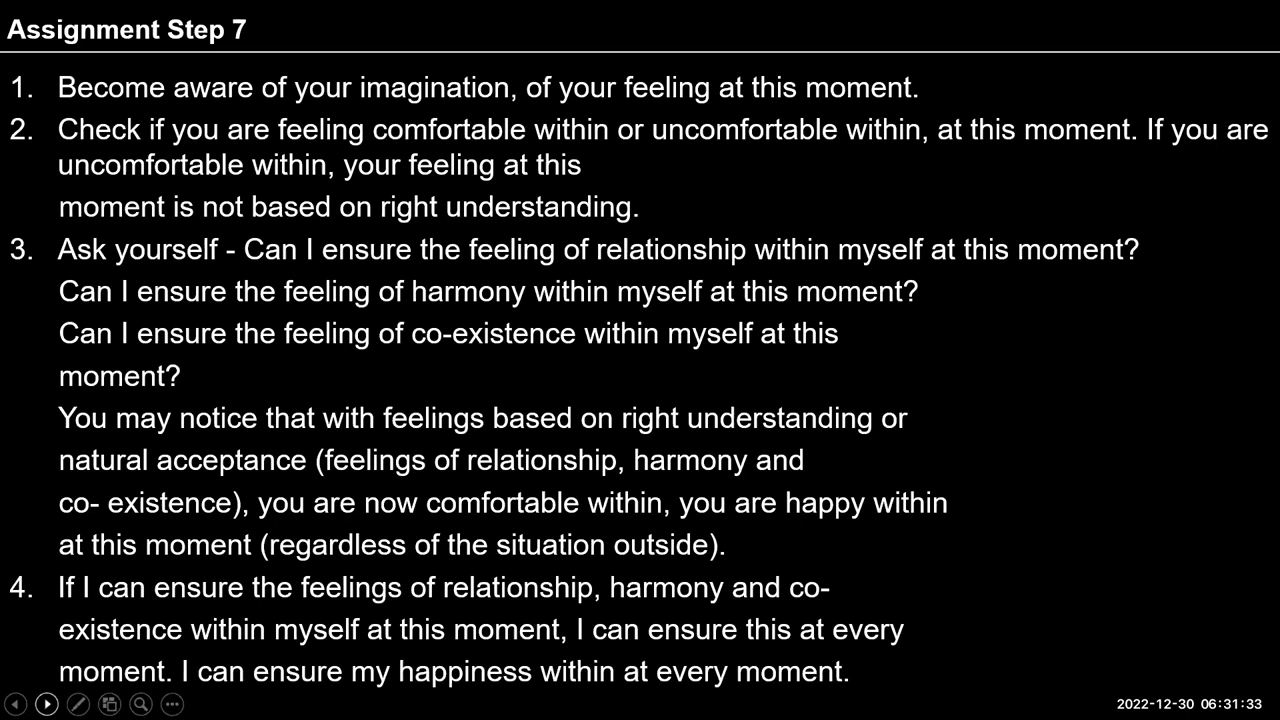 Assignment Step 7
1. Become aware of your imagination, of your feeling at this moment.
2. Check if you are feeling comfortable within or uncomfortable within, at this moment. If you are
uncomfortable within, your feeling at this
moment is not based on right understanding.
3. Ask yourself - Can I ensure the feeling of relationship within myself at this moment?
Can I ensure the feeling of harmony within myself at this moment?
Can I ensure the feeling of co-existence within myself at this
moment?
You may notice that with feelings based on right understanding or
natural acceptance (feelings of relationship, harmony and
co- existence), you are now comfortable within, you are happy within
at this moment (regardless of the situation outside).
4. If I can ensure the feelings of relationship, harmony and co-
existence within myself at this moment, I can ensure this at every
moment. I can ensure my happiness within at every moment.
2022-12-30 06:31:33